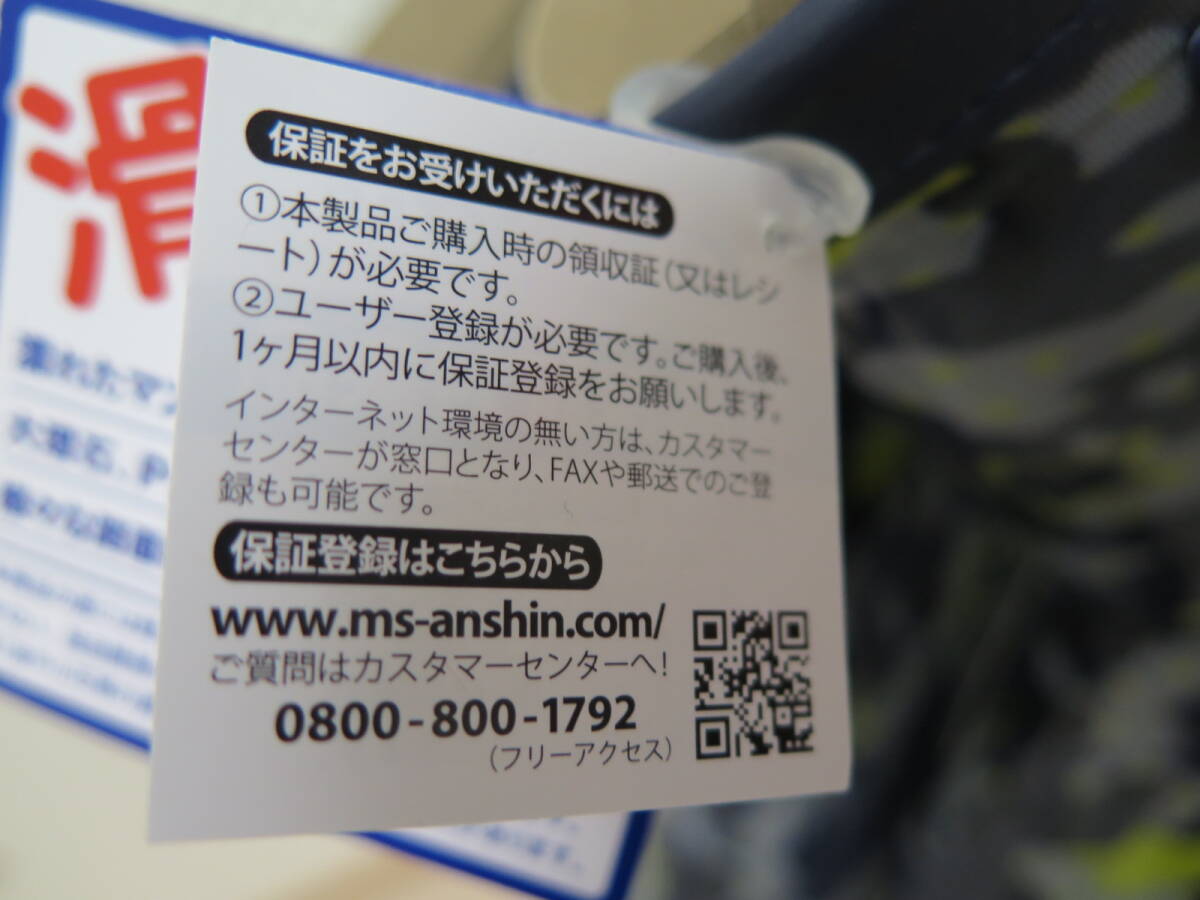 滑
濡れたマン
保証をお受けいただくには
①本製品ご購入時の領収証(又はレシ
ート)が必要です。
②ユーザー登録が必要です。ご購入後、
1ヶ月以内に保証登録をお願いします。
インターネット環境の無い方は、カスタマー
センターが窓口となり、FAXや郵送でのご登
録も可能です。
保証登録はこちらから
www.ms-anshin.com/
ご質問はカスタマーセンターへ!
0800-800-1792
(フリーアクセス)